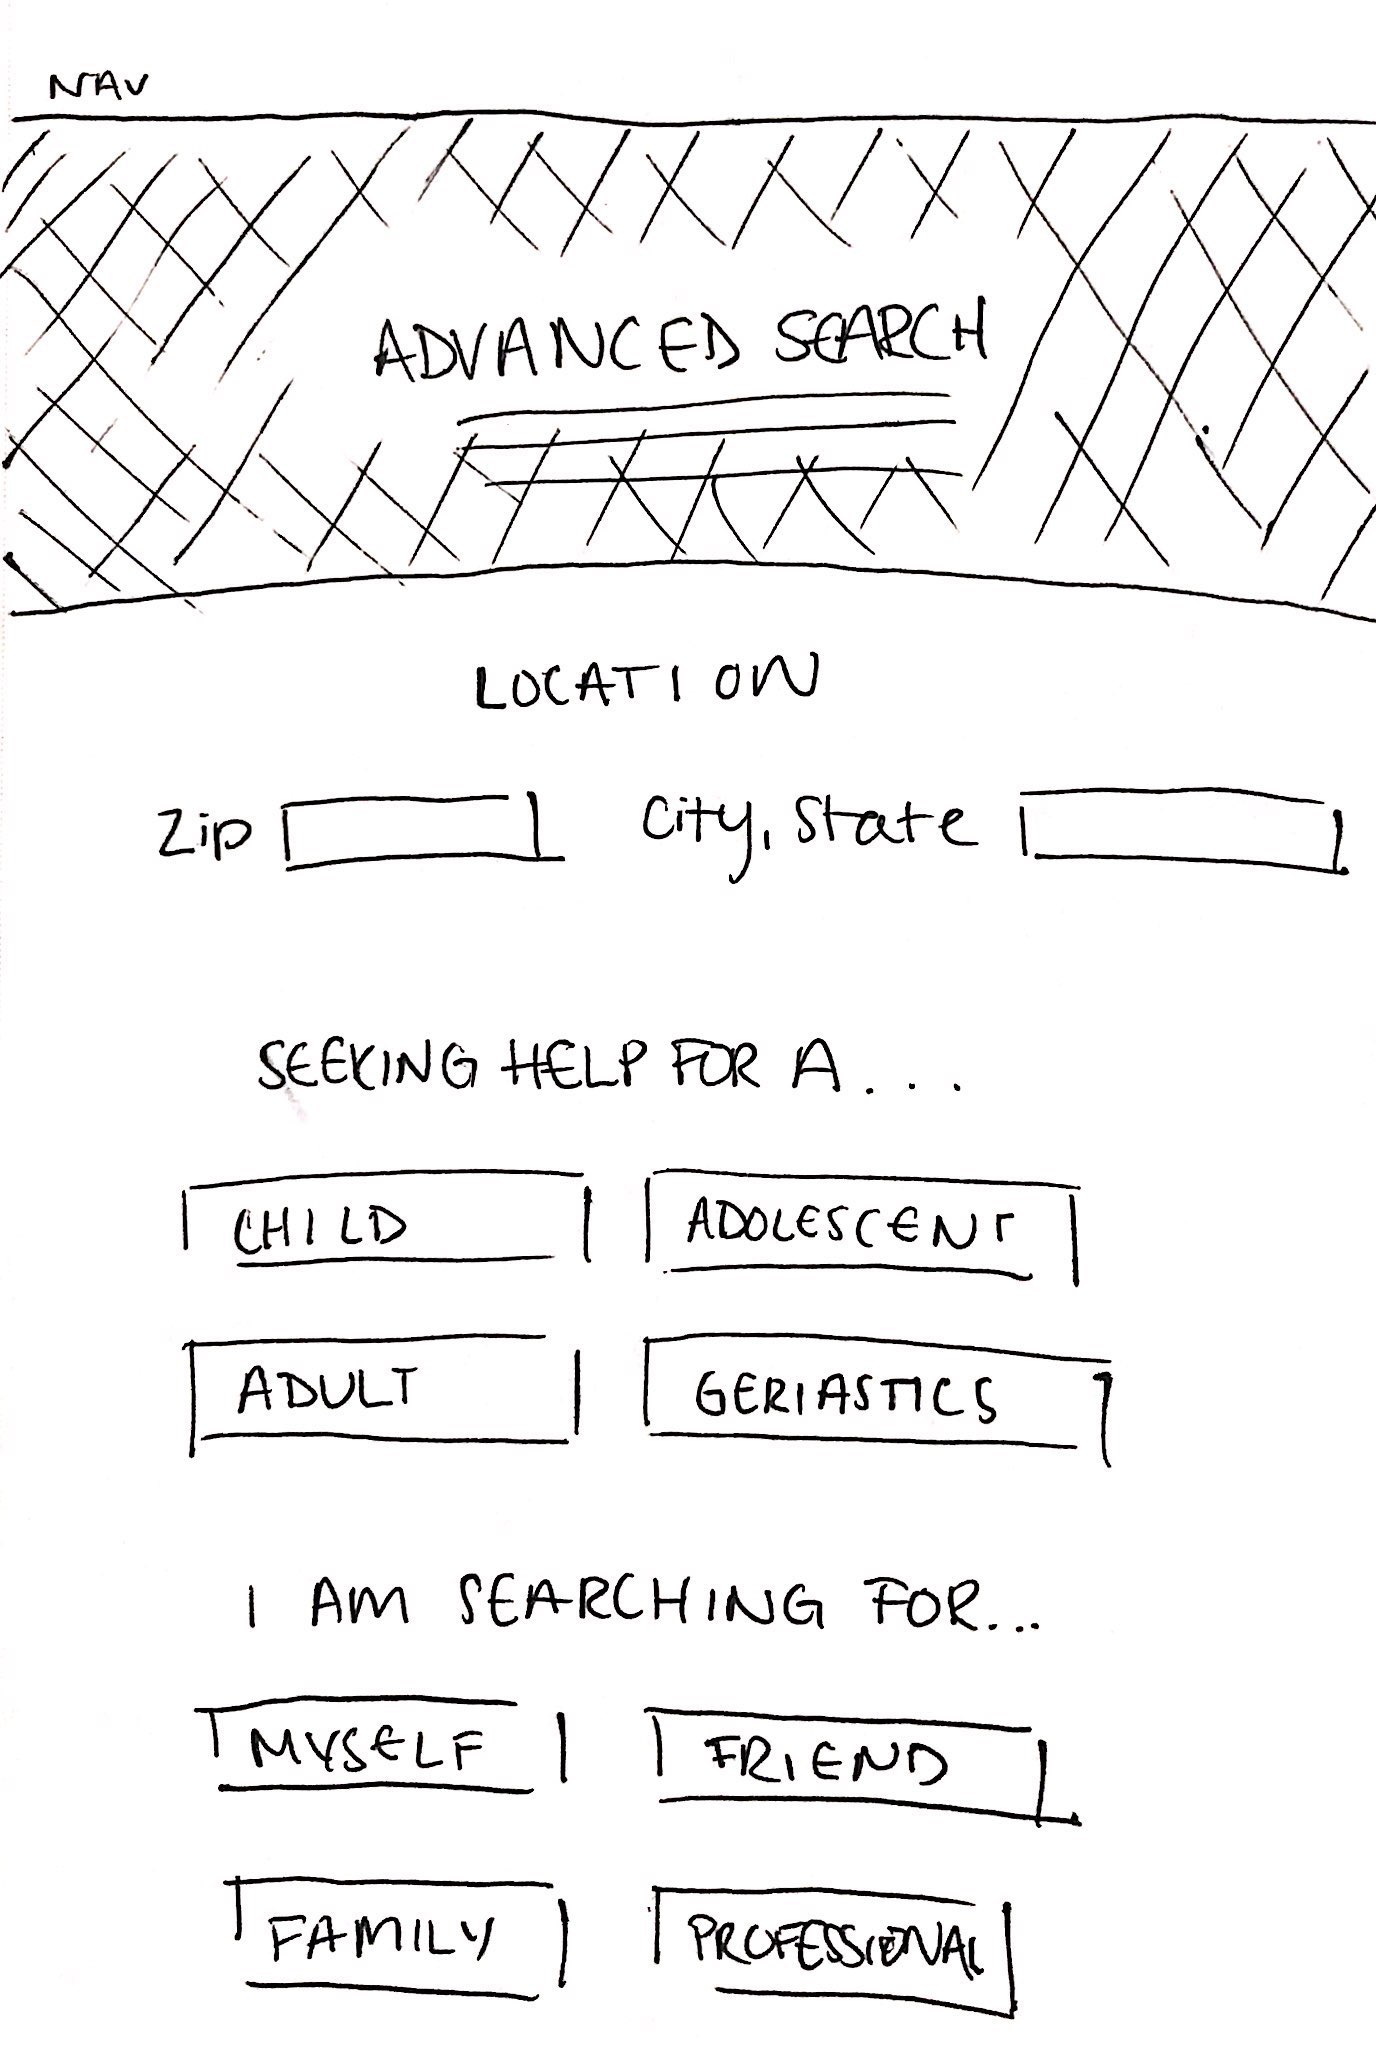 NAV
ADVANCED SEARCH
LOCATION
Zip City, State
SEEKING HELP FOR A...
CHILD ADOLESCENT
ADULT GERIASTICS
I AM SEARCHING FOR...
MYSELF FRIEND
FAMILY PROFESSIONAL